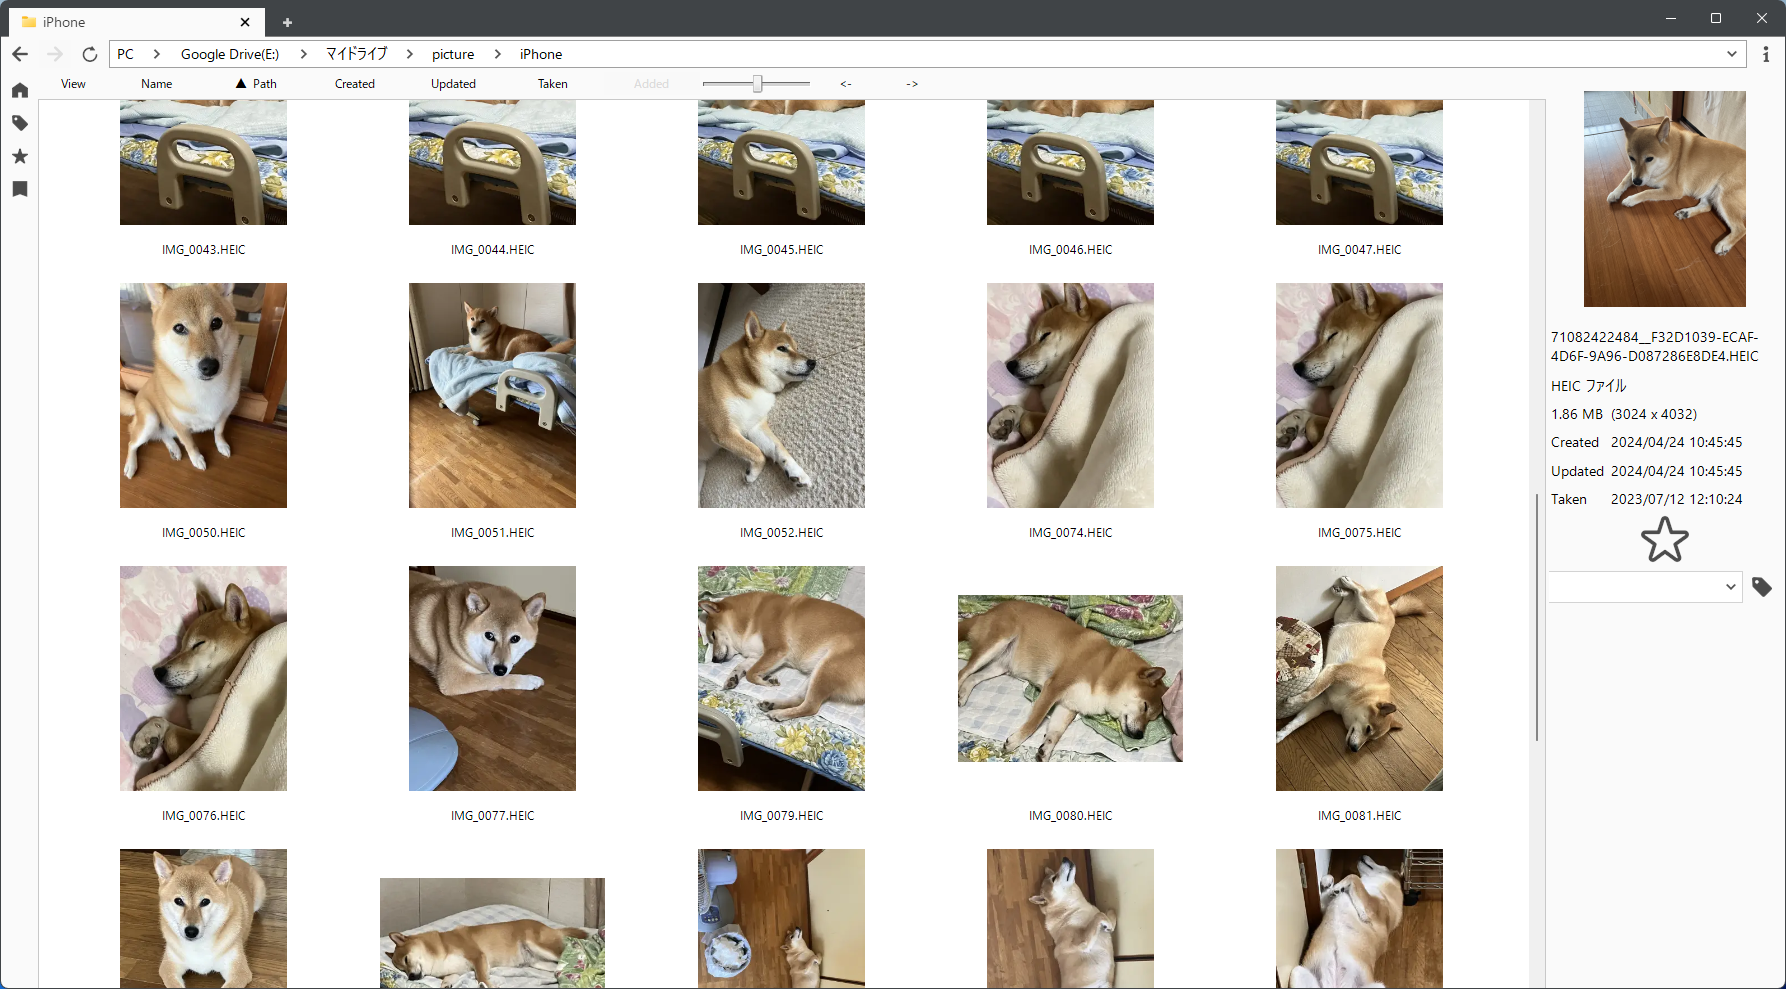 iPhone
PC > Google Drive(E:) > マイドライブ > picture > iPhone
View Name ▲ Path Created Updated Taken Added <- ->
IMG_0043.HEIC IMG_0044.HEIC IMG_0045.HEIC IMG_0046.HEIC IMG_0047.HEIC
IMG_0050.HEIC IMG_0051.HEIC IMG_0052.HEIC IMG_0074.HEIC IMG_0075.HEIC
IMG_0076.HEIC IMG_0077.HEIC IMG_0079.HEIC IMG_0080.HEIC IMG_0081.HEIC
71082422484__F32D1039-ECAF-
4D6F-9A96-D087286E8DE4.HEIC
HEIC ファイル
1.86 MB (3024 x 4032)
Created 2024/04/24 10:45:45
Updated 2024/04/24 10:45:45
Taken 2023/07/12 12:10:24